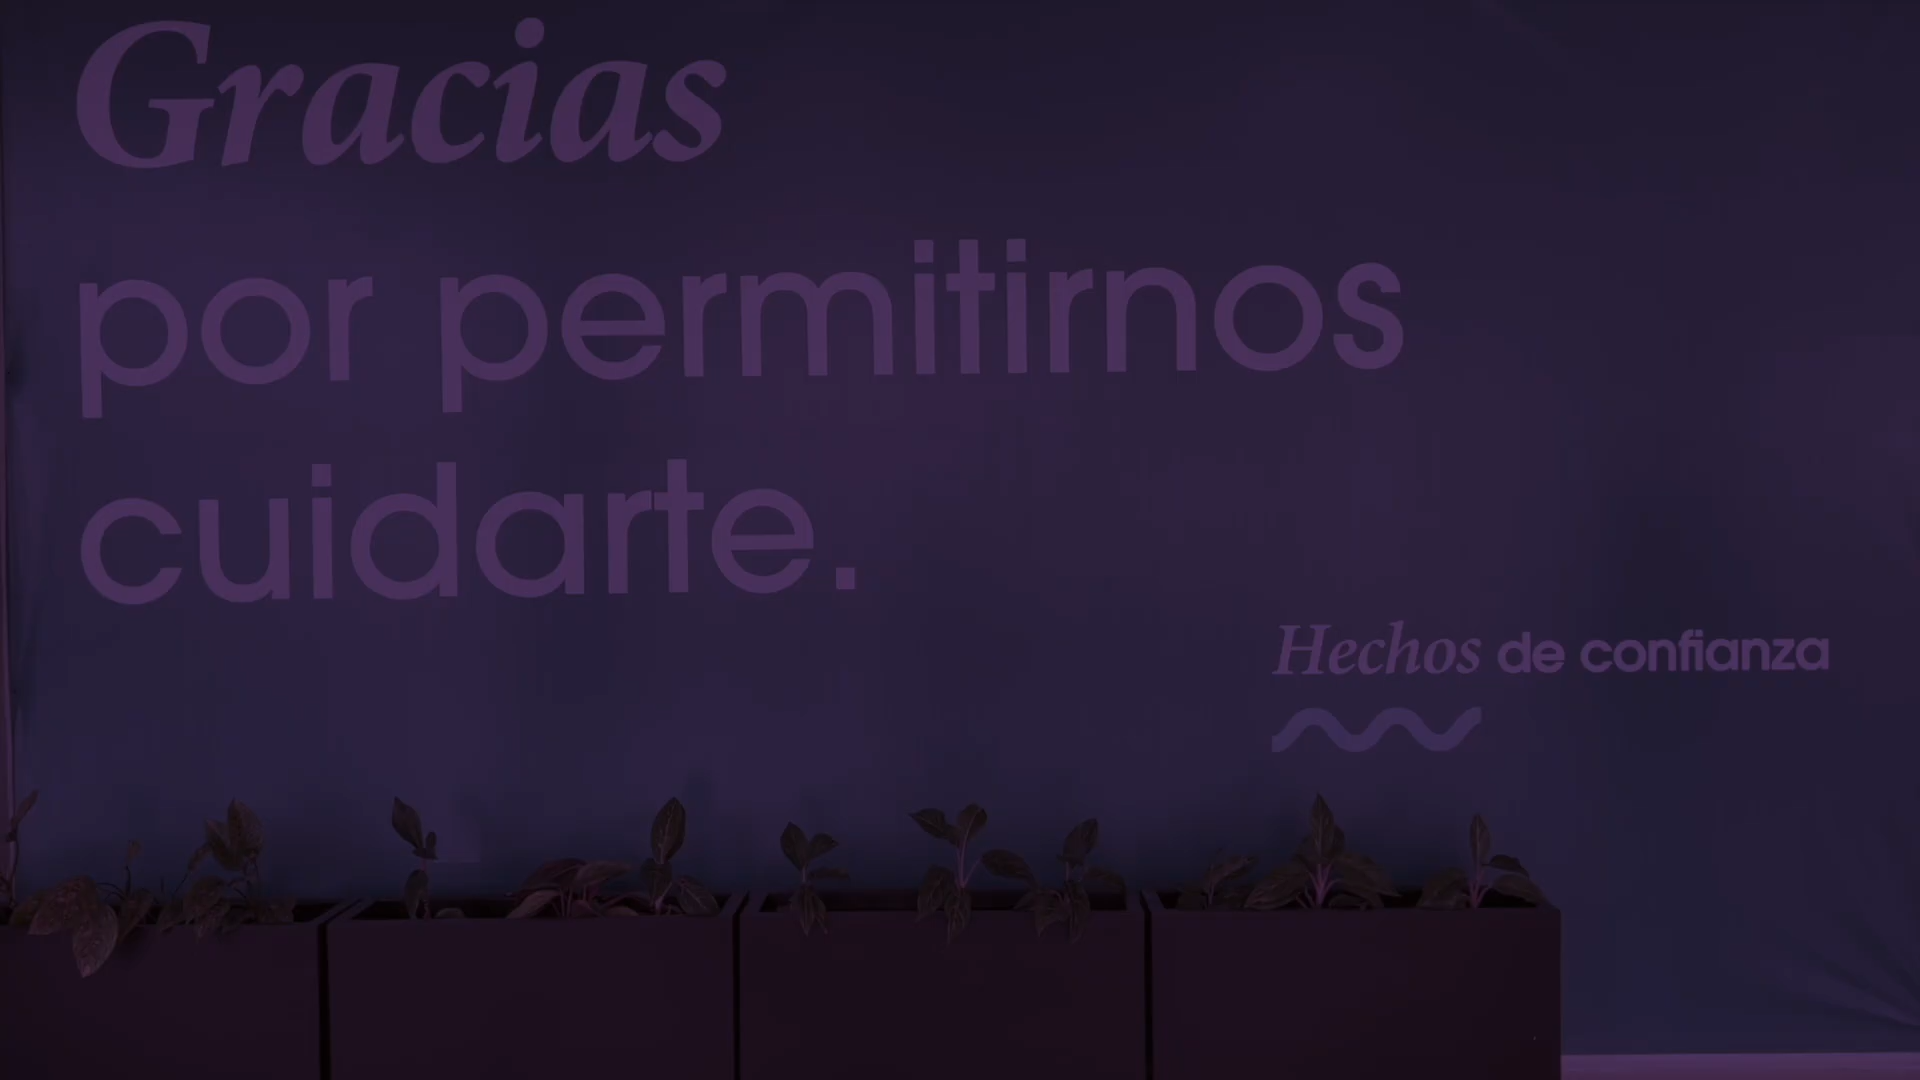 Gracias
por permitirnos
cuidarte.
Hechos de confianza